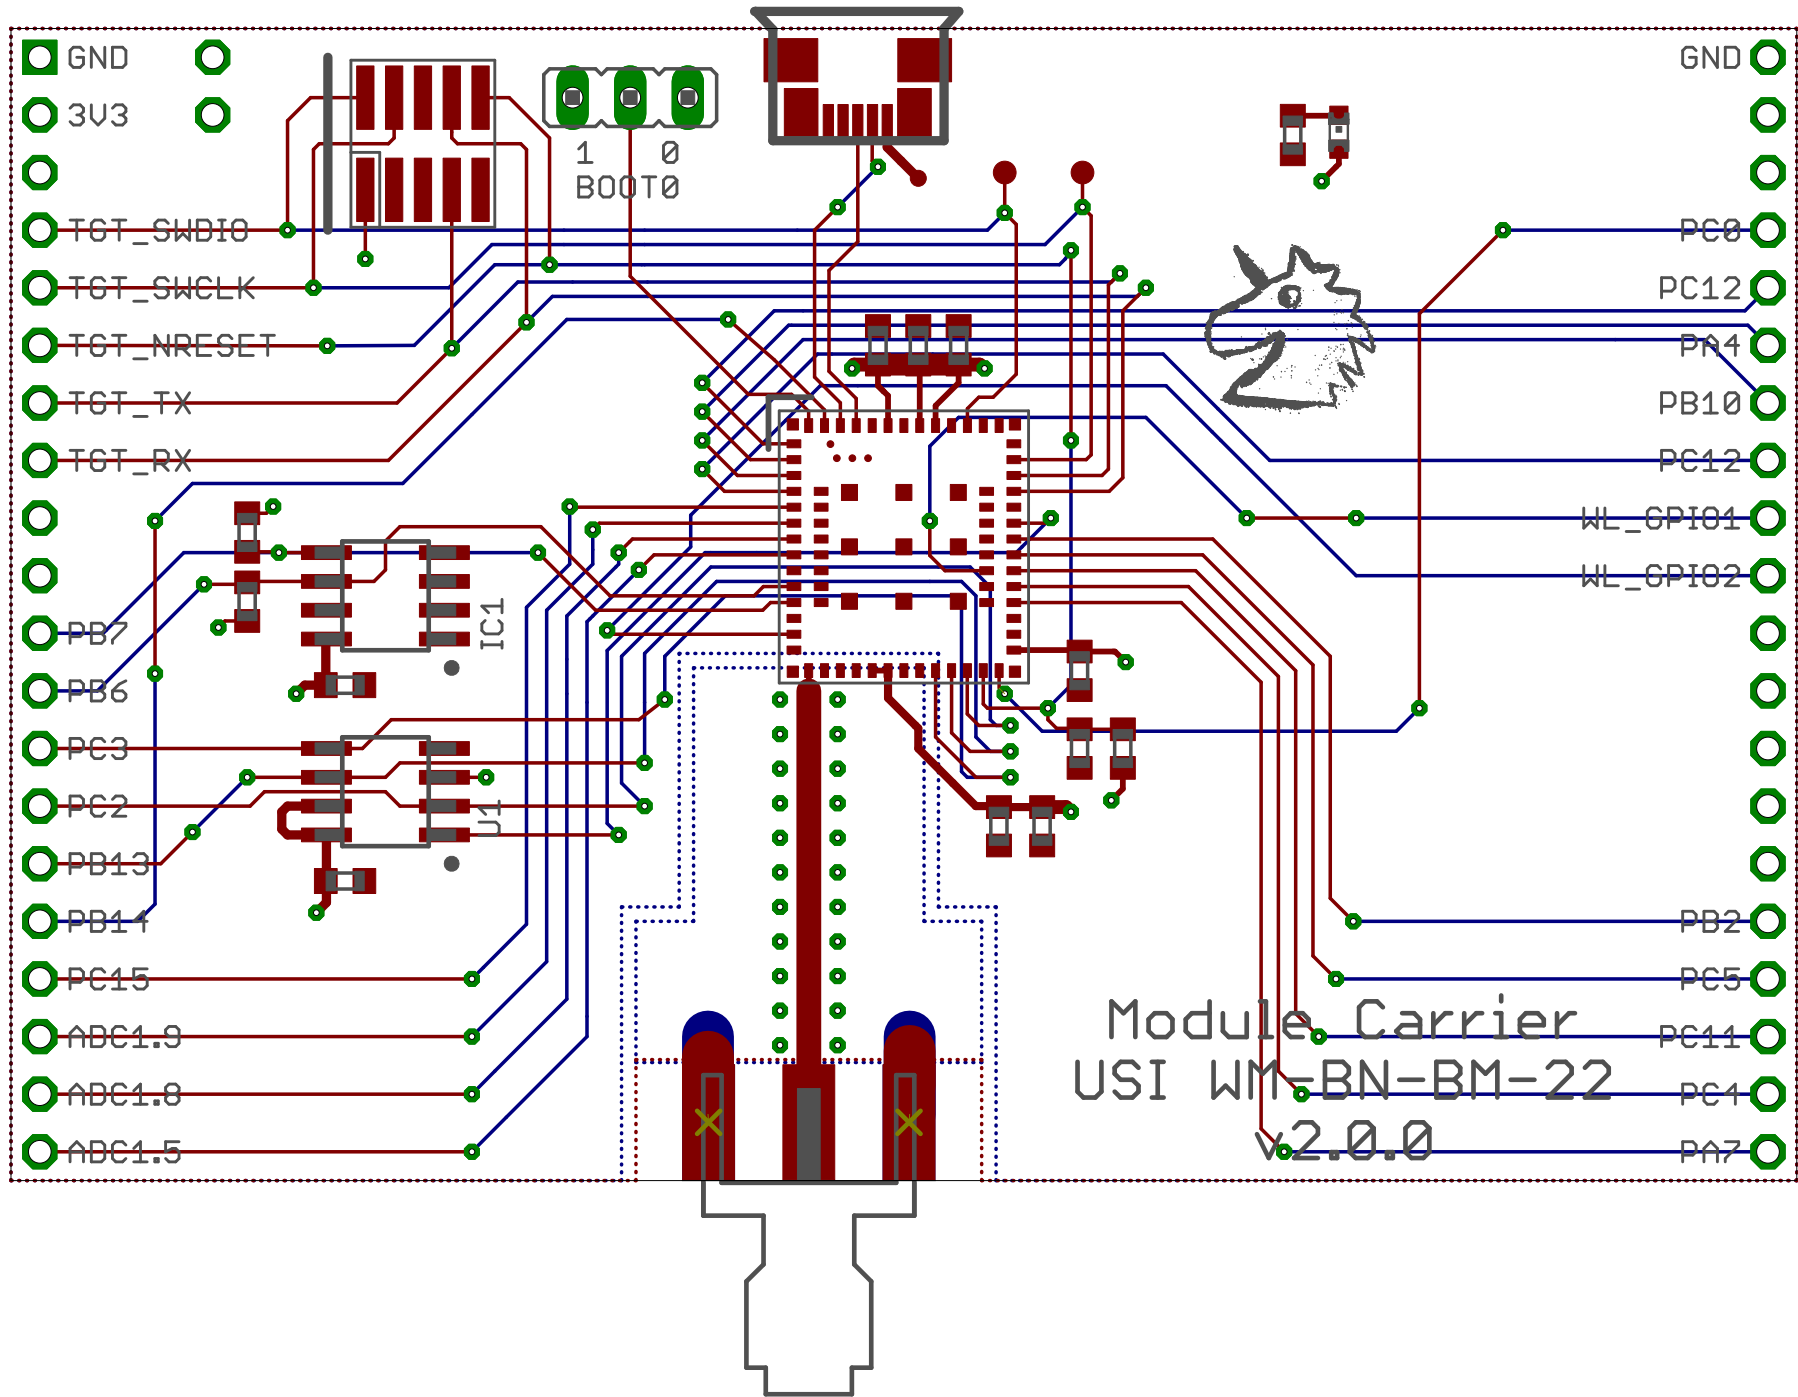 GND
3V3
TGT_SWDIO
TGT_SWCLK
TGT_NRESET
TGT_TX
TGT_RX
PB7
PB6
PC3
PC2
PB13
PB14
PC15
ADC1.9
ADC1.8
ADC1.5
1 0
BOOT0
IC1
U1
GND
PC0
PC12
PA4
PB10
PC12
WL_GPIO1
WL_GPIO2
PB2
PC5
PC11
PC4
PA7
Module Carrier
USI WM-BN-BM-22
v2.0.0